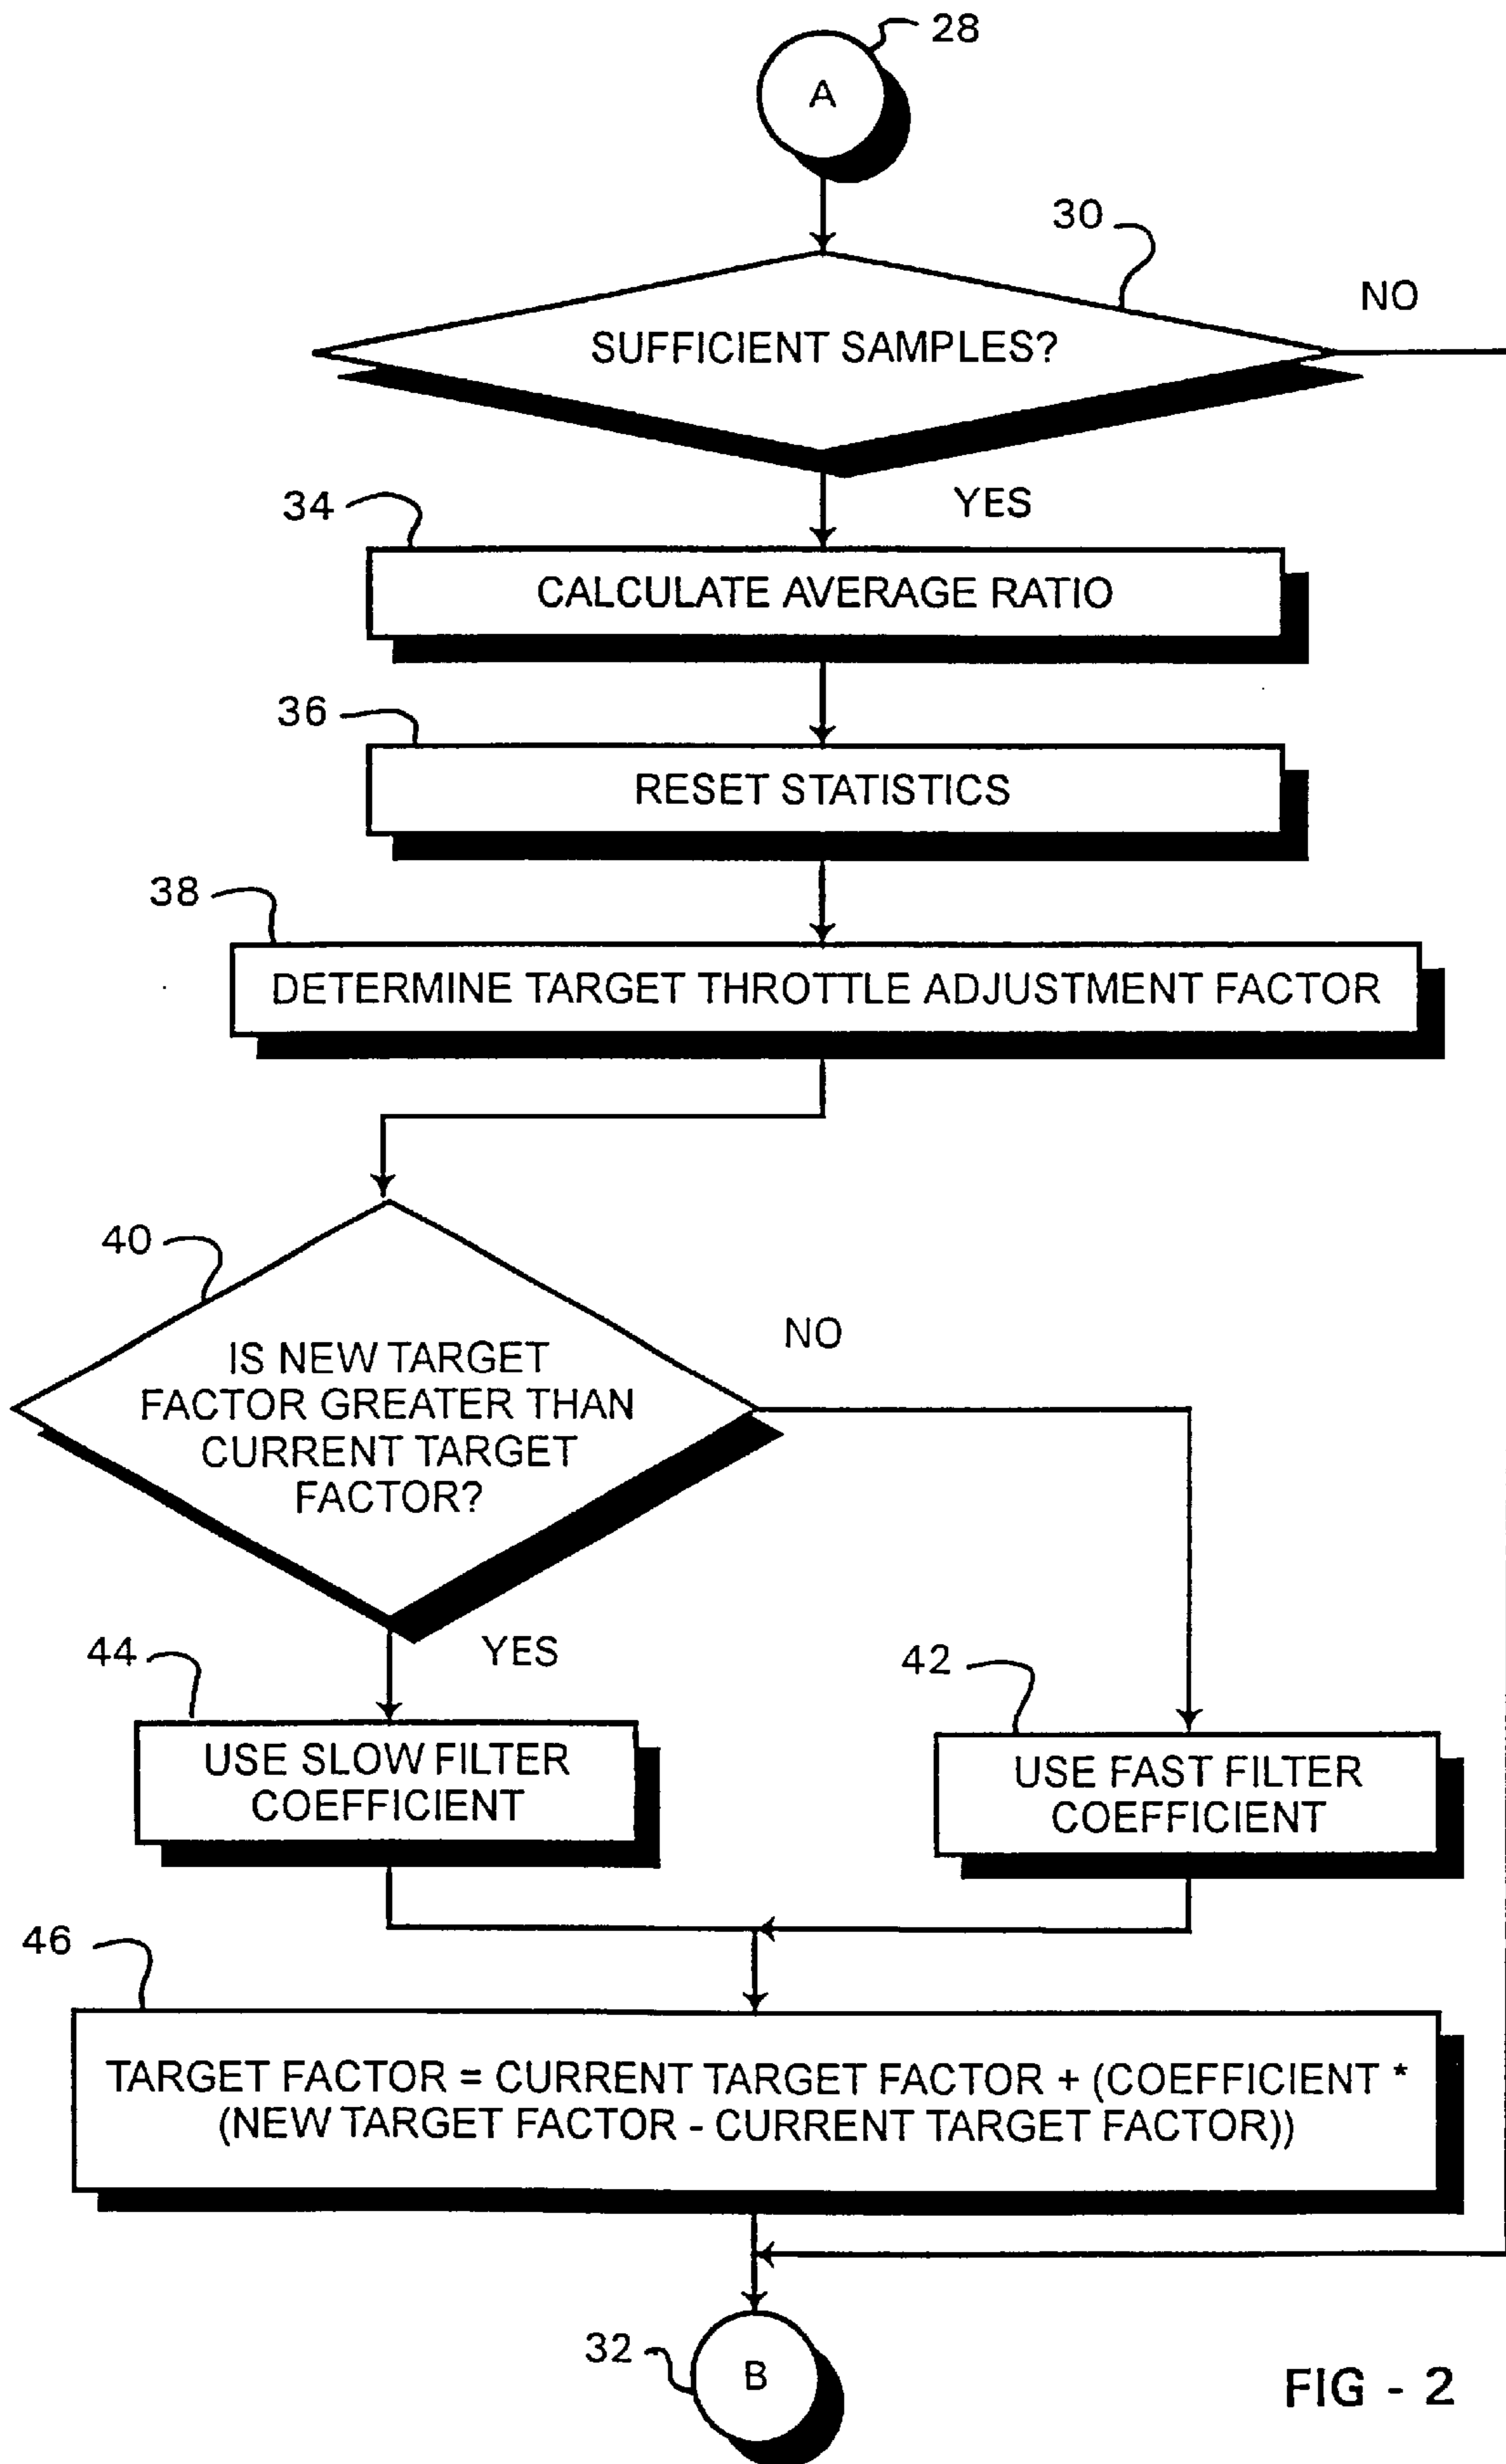 28
A
30
NO
SUFFICIENT SAMPLES?
YES
34
CALCULATE AVERAGE RATIO
36
RESET STATISTICS
38
DETERMINE TARGET THROTTLE ADJUSTMENT FACTOR
40
NO
IS NEW TARGET
FACTOR GREATER THAN
CURRENT TARGET
FACTOR?
YES
44
42
USE SLOW FILTER
COEFFICIENT
USE FAST FILTER
COEFFICIENT
46
TARGET FACTOR = CURRENT TARGET FACTOR + (COEFFICIENT *
(NEW TARGET FACTOR - CURRENT TARGET FACTOR))
32
B
FIG - 2